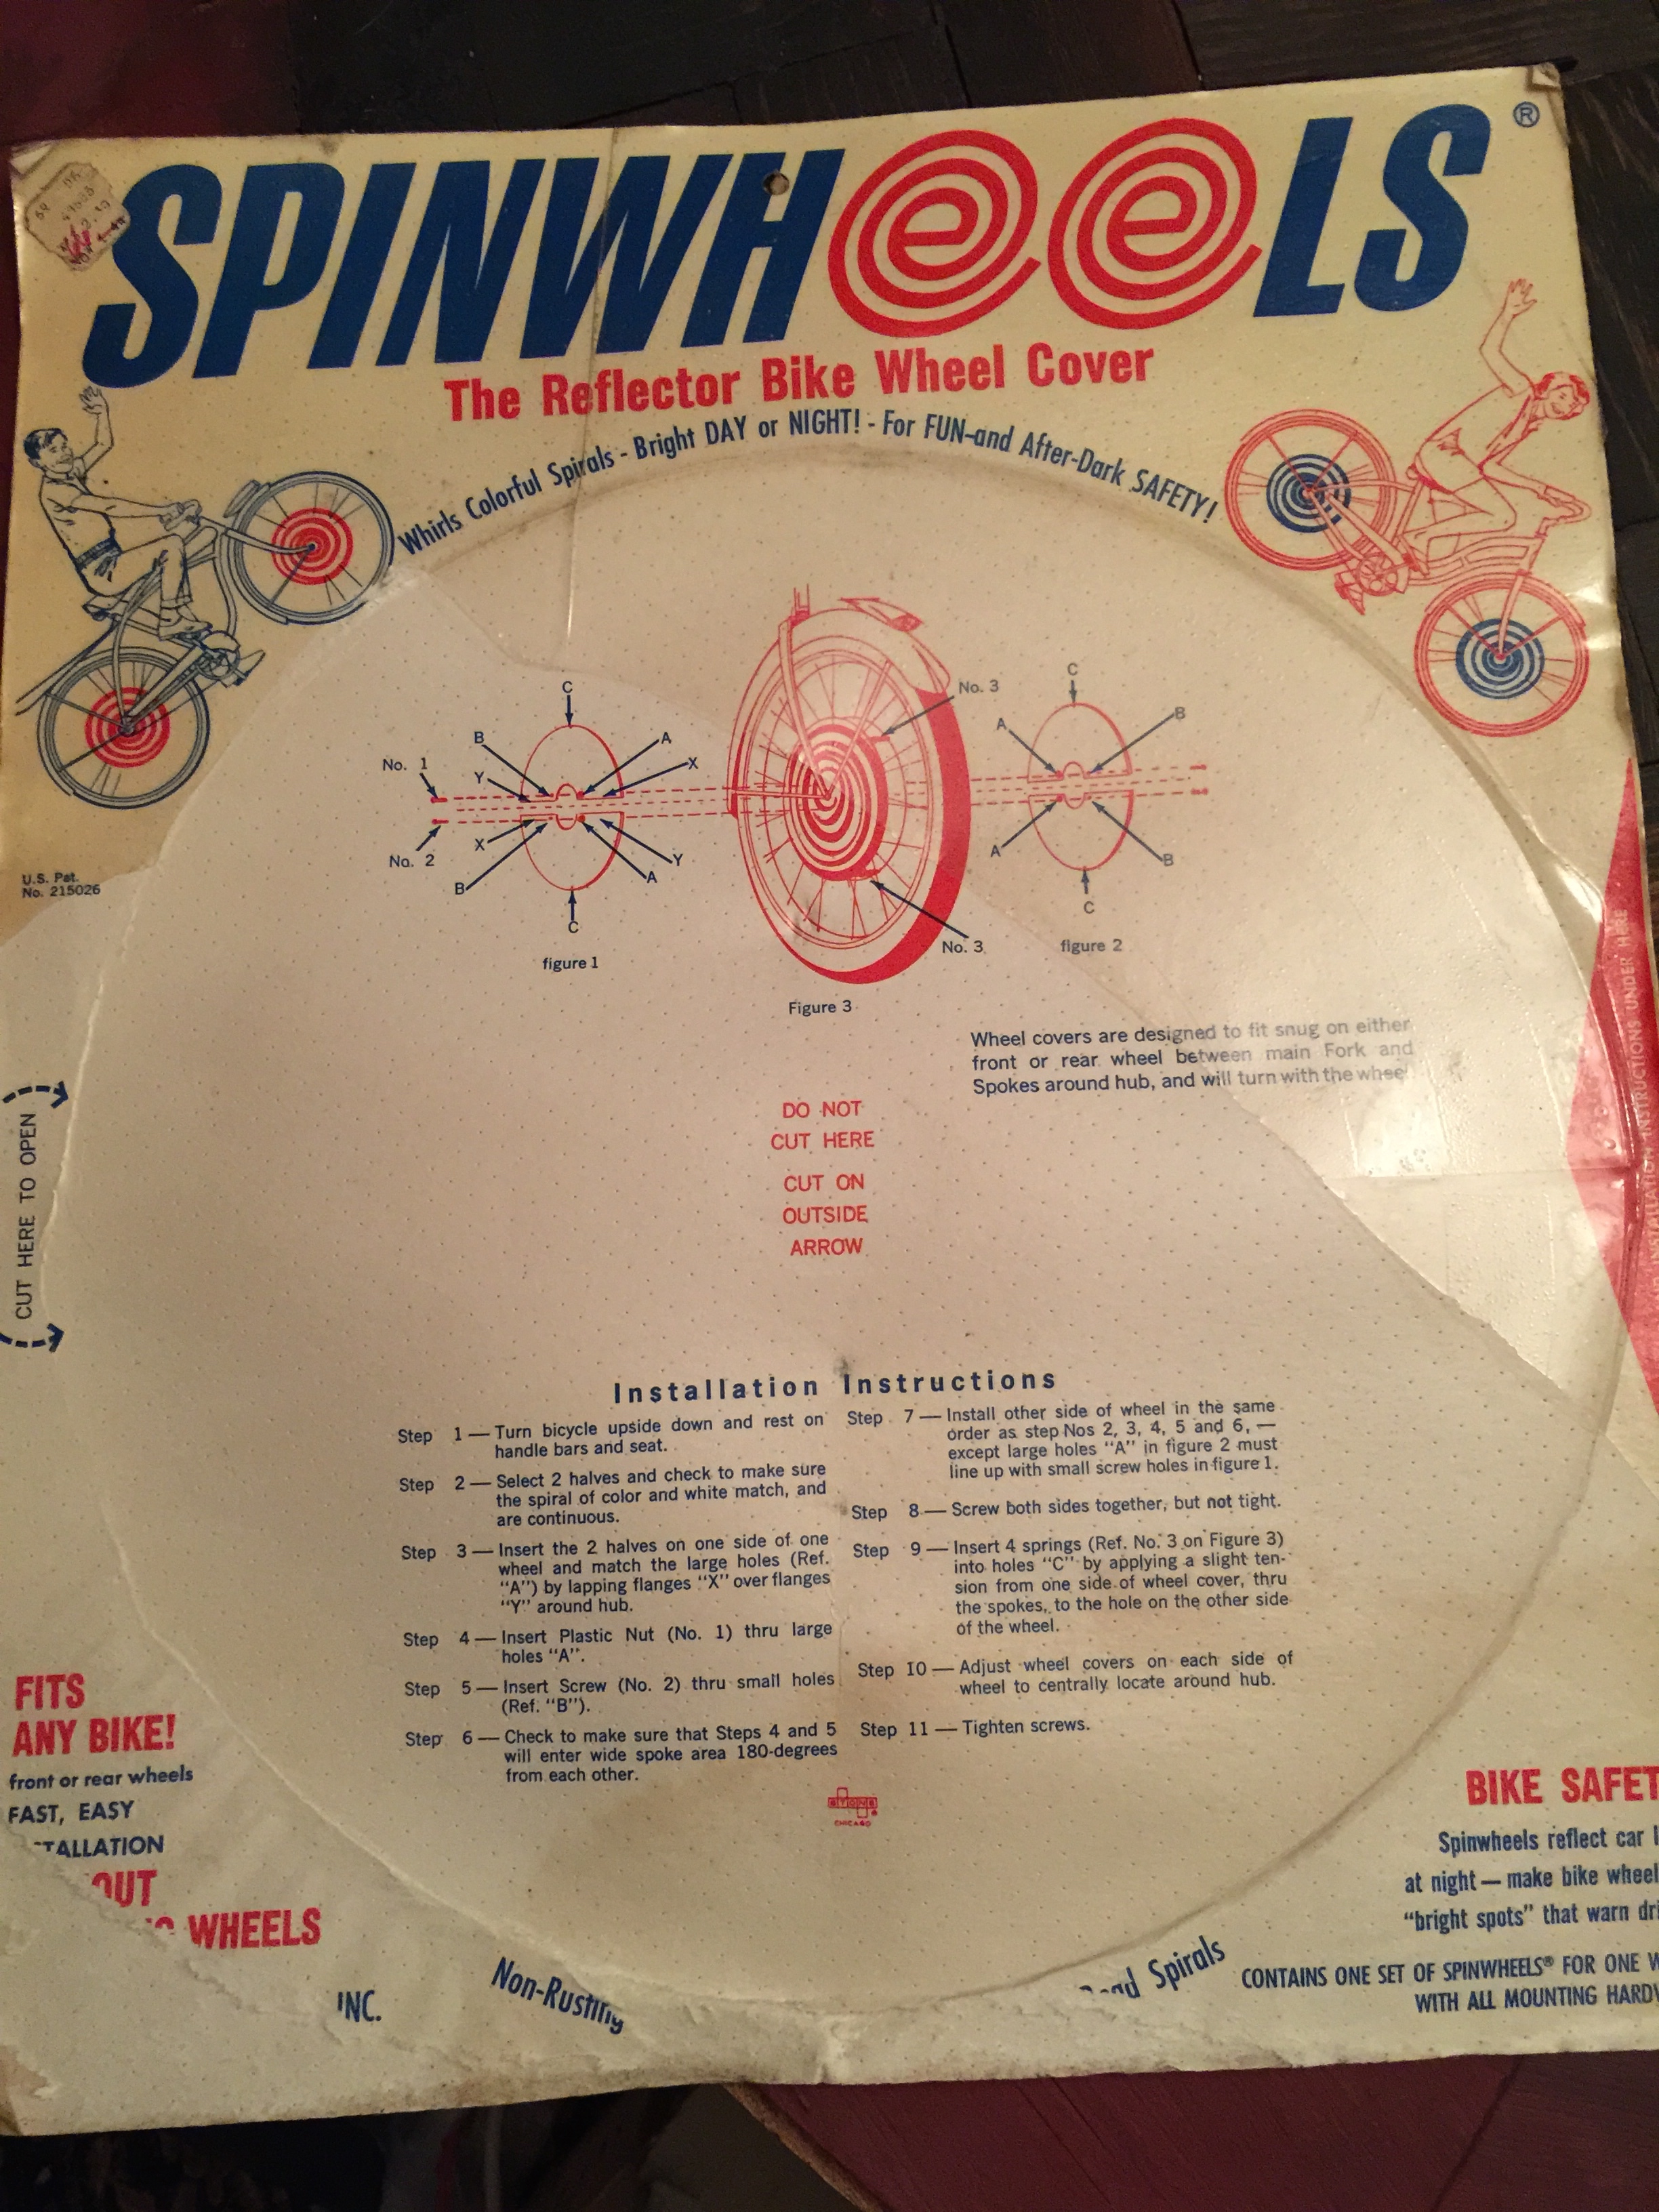 SPINWHEELS®
The Reflector Bike Wheel Cover
Whirls Colorful Spirals - Bright DAY or NIGHT! - For FUN-and After-Dark SAFETY!
C
B
A
No. 1
Y
X
X
No. 2
Y
B
A
C
figure 1
No. 3
No. 3
Figure 3
C
A
B
A
B
C
figure 2
U.S. Pat.
No. 215026
Wheel covers are designed to fit snug on either
front or rear wheel between main Fork and
Spokes around hub, and will turn with the wheel
CUT HERE TO OPEN
INSTALLATION INSTRUCTIONS UNDER HERE
DO NOT
CUT HERE
CUT ON
OUTSIDE
ARROW
Installation Instructions
Step 1 — Turn bicycle upside down and rest on
handle bars and seat.
Step 2 — Select 2 halves and check to make sure
the spiral of color and white match, and
are continuous.
Step 3 — Insert the 2 halves on one side of one
wheel and match the large holes (Ref.
"A") by lapping flanges "X" over flanges
"Y" around hub.
Step 4 — Insert Plastic Nut (No. 1) thru large
holes "A".
Step 5 — Insert Screw (No. 2) thru small holes
(Ref. "B").
Step 6 — Check to make sure that Steps 4 and 5
will enter wide spoke area 180-degrees
from each other.
Step 7 — Install other side of wheel in the same
order as step Nos 2, 3, 4, 5 and 6, —
except large holes "A" in figure 2 must
line up with small screw holes in figure 1.
Step 8 — Screw both sides together, but not tight.
Step 9 — Insert 4 springs (Ref. No. 3 on Figure 3)
into holes "C" by applying a slight ten-
sion from one side of wheel cover, thru
the spokes, to the hole on the other side
of the wheel.
Step 10 — Adjust wheel covers on each side of
wheel to centrally locate around hub.
Step 11 — Tighten screws.
CHICAGO
FITS
ANY BIKE!
front or rear wheels
FAST, EASY
TALLATION
OUT
WHEELS
INC.
Non-Rusting
Spirals
BIKE SAFET
Spinwheels reflect car l
at night — make bike wheel
"bright spots" that warn dri
CONTAINS ONE SET OF SPINWHEELS® FOR ONE W
WITH ALL MOUNTING HARDW